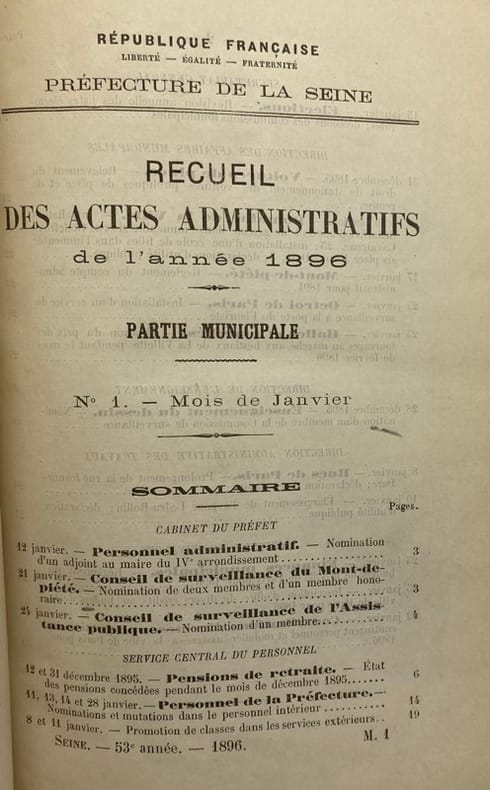 RÉPUBLIQUE FRANÇAISE
LIBERTÉ — ÉGALITÉ — FRATERNITÉ
PRÉFECTURE DE LA SEINE
RECUEIL
DES ACTES ADMINISTRATIFS
de l'année 1896
PARTIE MUNICIPALE
N° 1. — Mois de Janvier
SOMMAIRE
Pages.
CABINET DU PRÉFET
12 janvier. — Personnel administratif. — Nomination
d'un adjoint au maire du IVe arrondissement.............. 3
21 janvier. — Conseil de surveillance du Mont-de-
piété. — Nomination de deux membres et d'un membre hono-
raire.............. 3
24 janvier. — Conseil de surveillance de l'Assis-
tance publique. — Nomination d'un membre.......... 4
SERVICE CENTRAL DU PERSONNEL
12 et 31 décembre 1895. — Pensions de retraite. — État
des pensions concédées pendant le mois de décembre 1895....... 6
11, 13, 14 et 28 janvier. — Personnel de la Préfecture. —
Nominations et mutations dans le personnel intérieur........... 14
8 et 11 janvier. — Promotion de classes dans les services extérieurs.. 19
SEINE. — 53e année. — 1896. M. 1